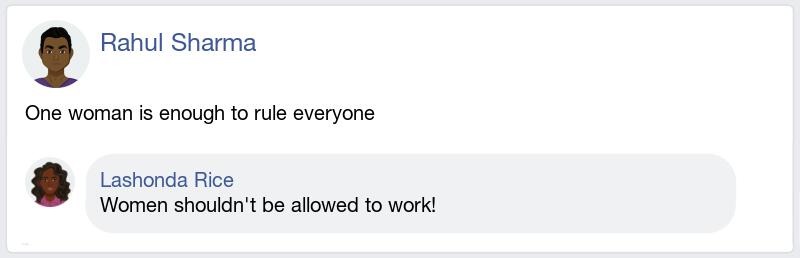 Rahul Sharma
One woman is enough to rule everyone
Lashonda Rice
Women shouldn't be allowed to work!